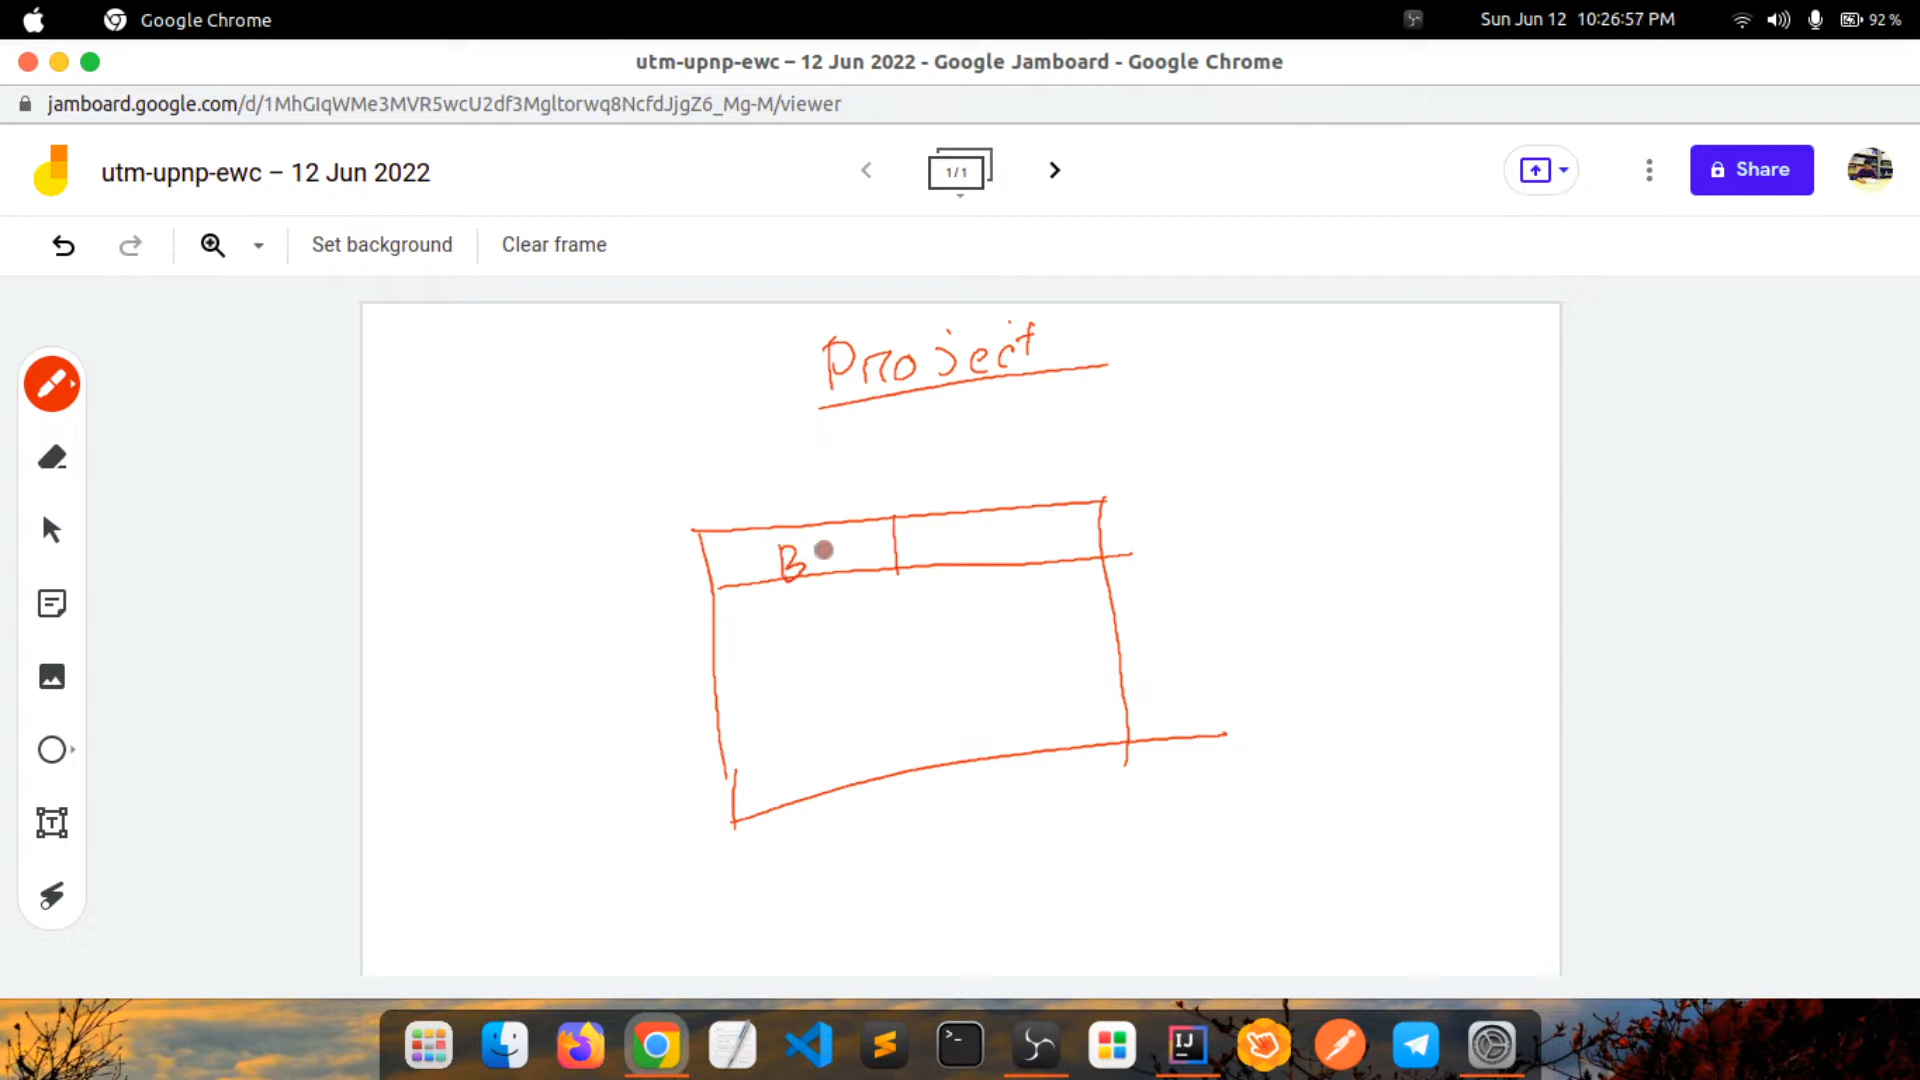 Google Chrome
Sun Jun 12 10:26:57 PM
92 %
utm-upnp-ewc – 12 Jun 2022 - Google Jamboard - Google Chrome
jamboard.google.com/d/1MhGIqWMe3MVR5wcU2df3Mgltorwq8NcfdJjgZ6_Mg-M/viewer
utm-upnp-ewc – 12 Jun 2022
1/1
Share
Set background
Clear frame
Project
B
T
IJ